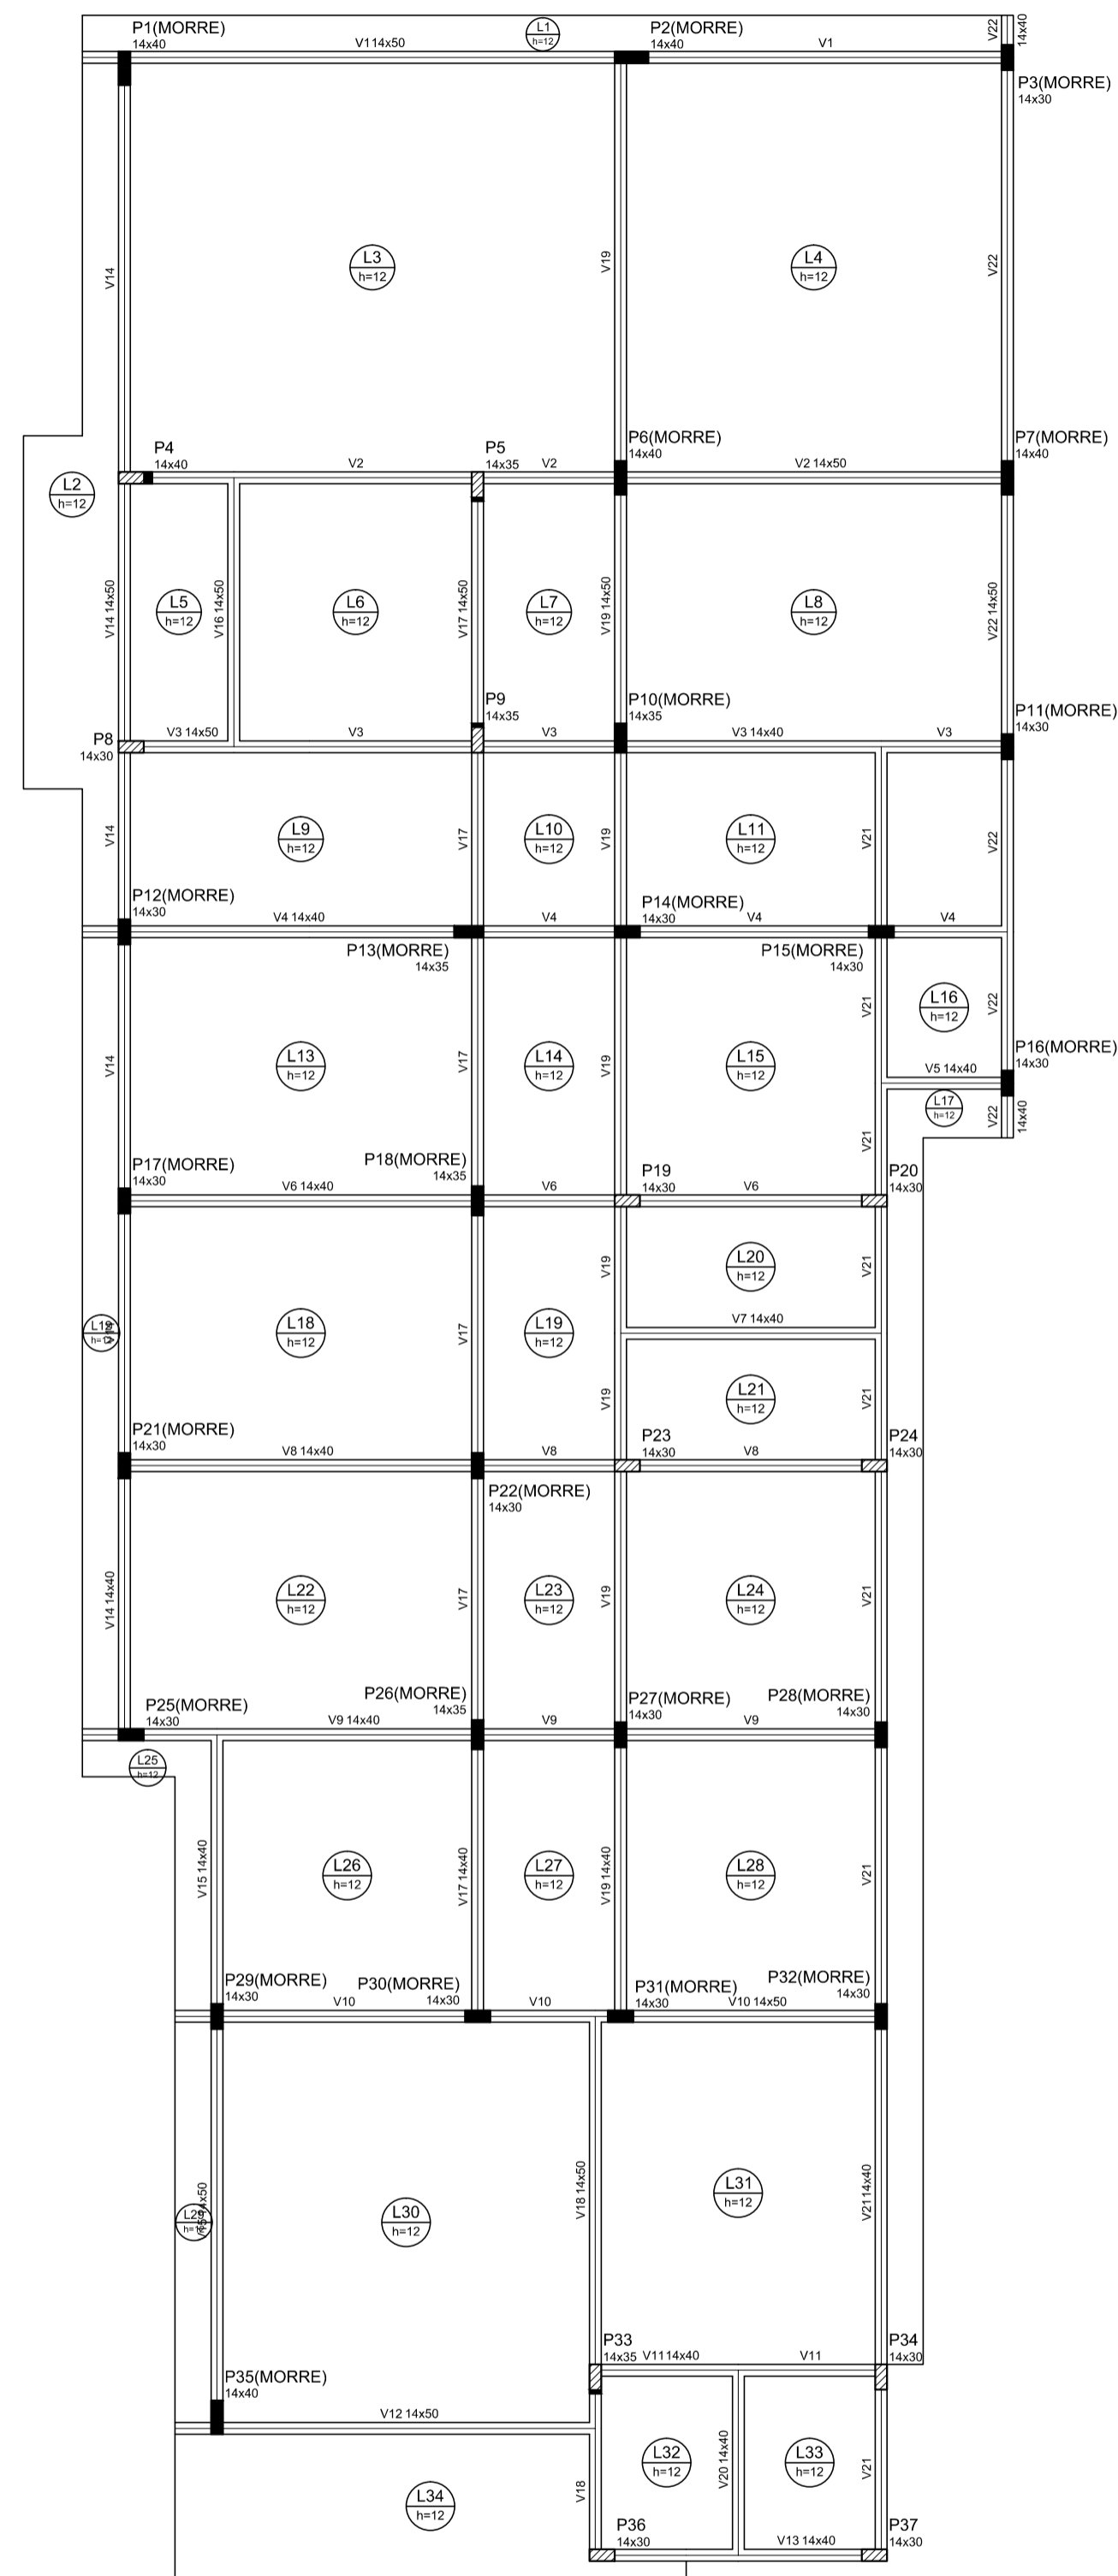 P1(MORRE)
14x40
V1 14x50
L1
h=12
P2(MORRE)
14x40
V1
V22
14x40
P3(MORRE)
14x30
V14
L3
h=12
V19
L4
h=12
V22
P4
14x40
V2
P5
14x35
V2
P6(MORRE)
14x40
V2 14x50
P7(MORRE)
14x40
L2
h=12
V14 14x50
L5
h=12
V16 14x50
L6
h=12
V17 14x50
L7
h=12
V19 14x50
L8
h=12
V22 14x50
P8
14x30
V3 14x50
V3
P9
14x35
V3
P10(MORRE)
14x35
V3 14x40
V3
P11(MORRE)
14x30
V14
L9
h=12
V17
L10
h=12
V19
L11
h=12
V21
V22
P12(MORRE)
14x30
V4 14x40
V4
P14(MORRE)
14x30
V4
V4
P13(MORRE)
14x35
P15(MORRE)
14x30
V14
L13
h=12
V17
L14
h=12
V19
L15
h=12
V21
L16
h=12
V22
P16(MORRE)
14x30
V5 14x40
L17
h=12
V22
14x40
V21
P17(MORRE)
14x30
V6 14x40
P18(MORRE)
14x35
V6
P19
14x30
V6
P20
14x30
V19
L20
h=12
V21
V7 14x40
L18
h=12
V17
L19
h=12
V19
L21
h=12
V21
P21(MORRE)
14x30
V8 14x40
V8
P23
14x30
V8
P24
14x30
P22(MORRE)
14x30
V14 14x40
L22
h=12
V17
L23
h=12
V19
L24
h=12
V21
P25(MORRE)
14x30
V9 14x40
P26(MORRE)
14x35
V9
P27(MORRE)
14x30
V9
P28(MORRE)
14x30
L25
h=12
V15 14x40
L26
h=12
V17 14x40
L27
h=12
V19 14x40
L28
h=12
V21
P29(MORRE)
14x30
V10
P30(MORRE)
14x30
V10
P31(MORRE)
14x30
V10 14x50
P32(MORRE)
14x30
L30
h=12
V18 14x50
L31
h=12
V21 14x40
P33
14x35
V11 14x40
V11
P34
14x30
P35(MORRE)
14x40
V12 14x50
L32
h=12
V20 14x40
L33
h=12
V21
L34
h=12
V18
P36
14x30
V13 14x40
P37
14x30